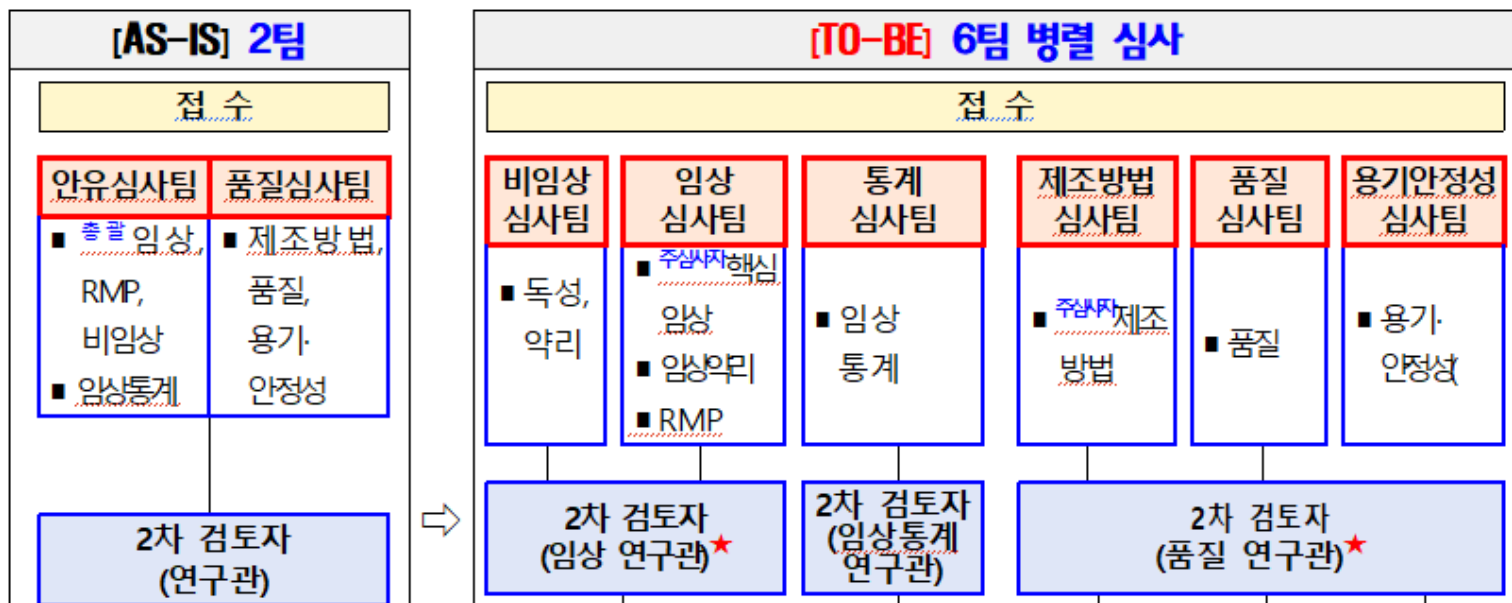 [AS-IS] 2팀
접 수
안유심사팀
품질심사팀
■ 총괄 임상,
RMP,
비임상
■ 임상통계
■ 제조방법,
품질,
용기·
안정성
2차 검토자
(연구관)
⇨
[TO-BE] 6팀 병렬 심사
접 수
비임상
심사팀
■ 독성,
약리
임상
심사팀
■ 주심사자 핵심
임상
■ 임상약리
■ RMP
통계
심사팀
■ 임상
통계
제조방법
심사팀
■ 주심사자 제조
방법
품질
심사팀
■ 품질
용기안정성
심사팀
■ 용기·
안정성(
2차 검토자
(임상 연구관)★
2차 검토자
(임상통계
연구관)
2차 검토자
(품질 연구관)★